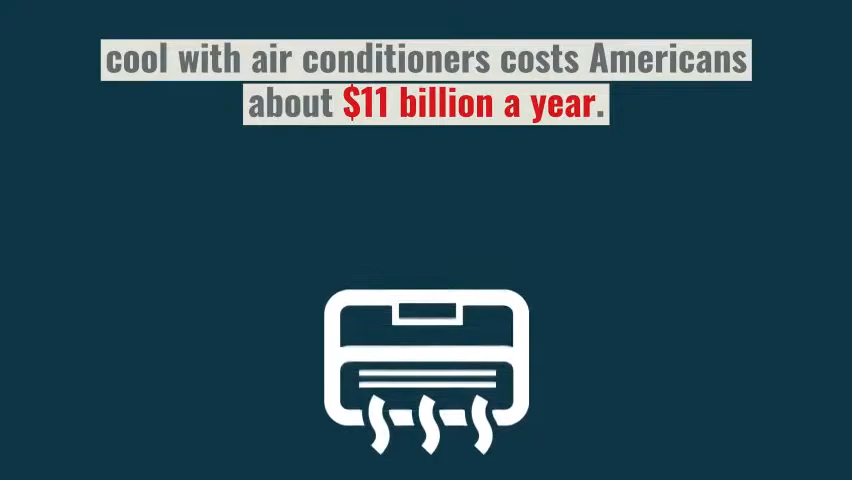 cool with air conditioners costs Americans
about $11 billion a year.